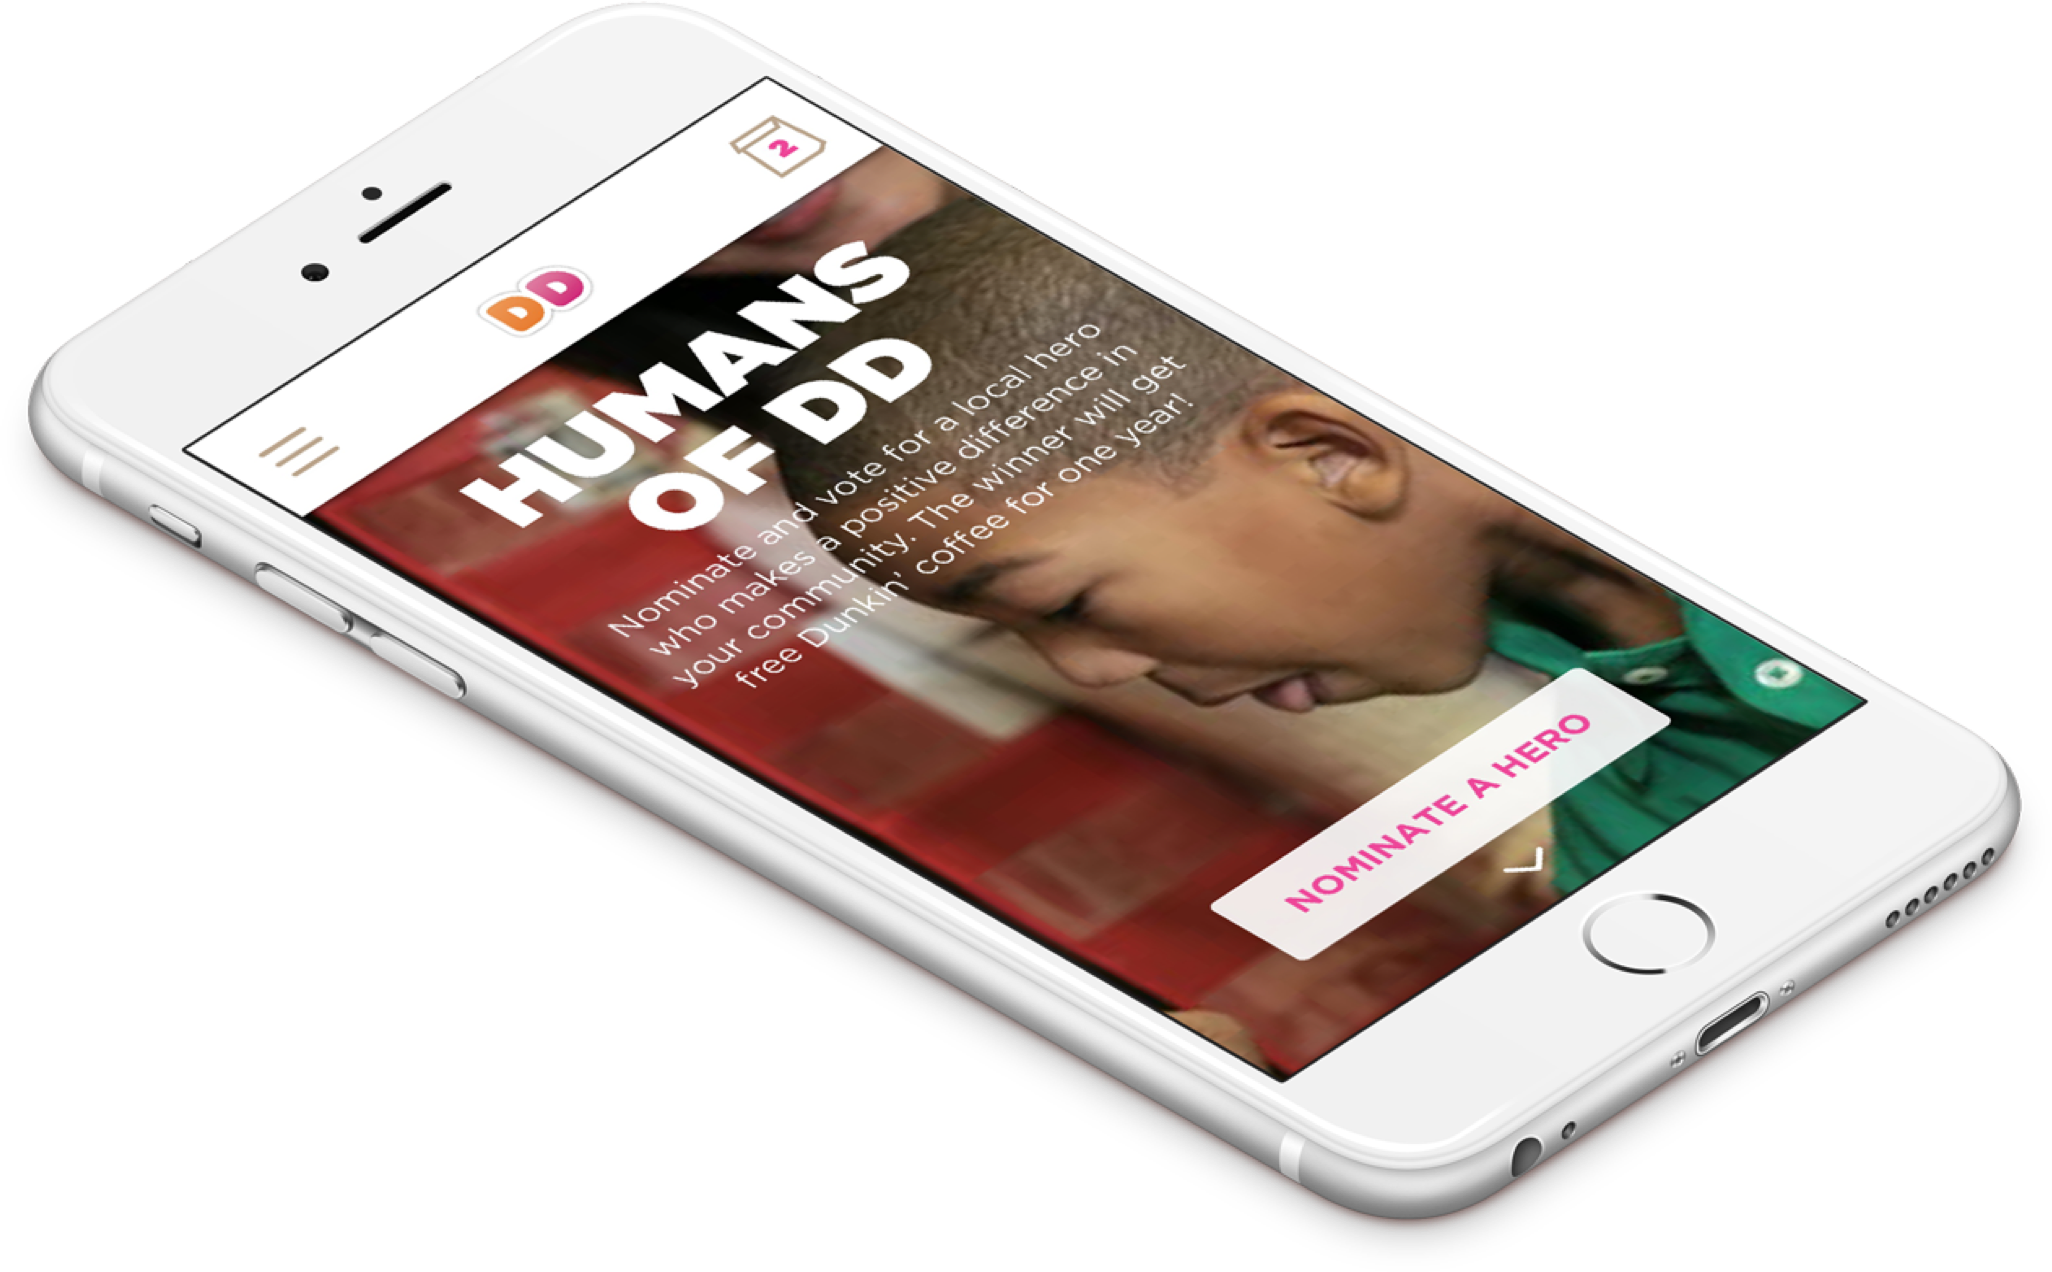 2
DD
HUMANS
OF DD
Nominate and vote for a local hero
who makes a positive difference in
your community. The winner will get
free Dunkin' coffee for one year!
NOMINATE A HERO